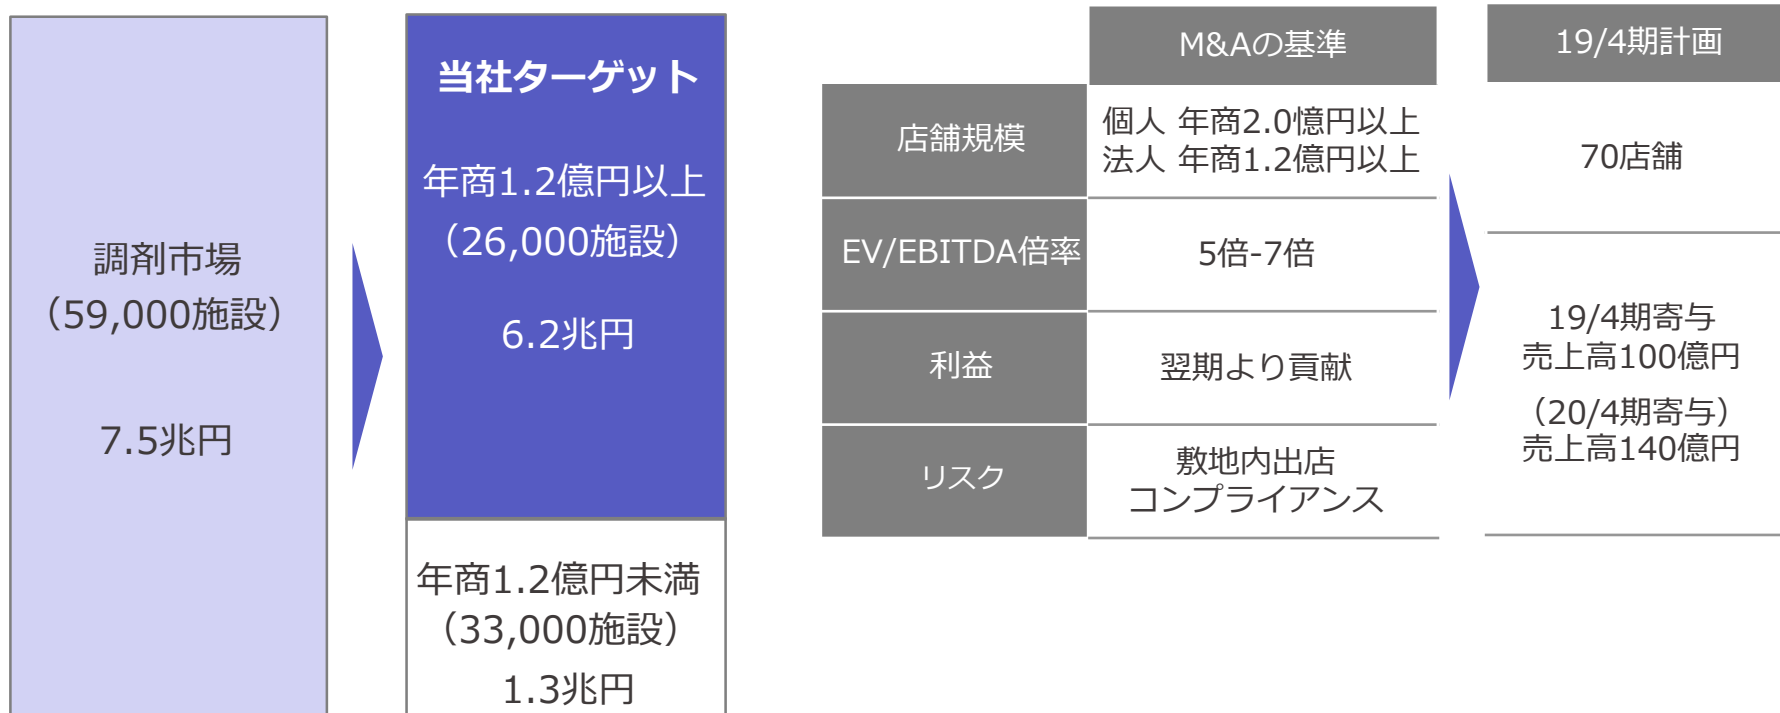 調剤市場
（59,000施設）
7.5兆円
当社ターゲット
年商1.2億円以上
（26,000施設）
6.2兆円
年商1.2億円未満
（33,000施設）
1.3兆円
M&Aの基準
19/4期計画
店舗規模
個人 年商2.0憶円以上
法人 年商1.2億円以上
70店舗
EV/EBITDA倍率
5倍-7倍
利益
翌期より貢献
19/4期寄与
売上高100億円
（20/4期寄与）
売上高140億円
リスク
敷地内出店
コンプライアンス